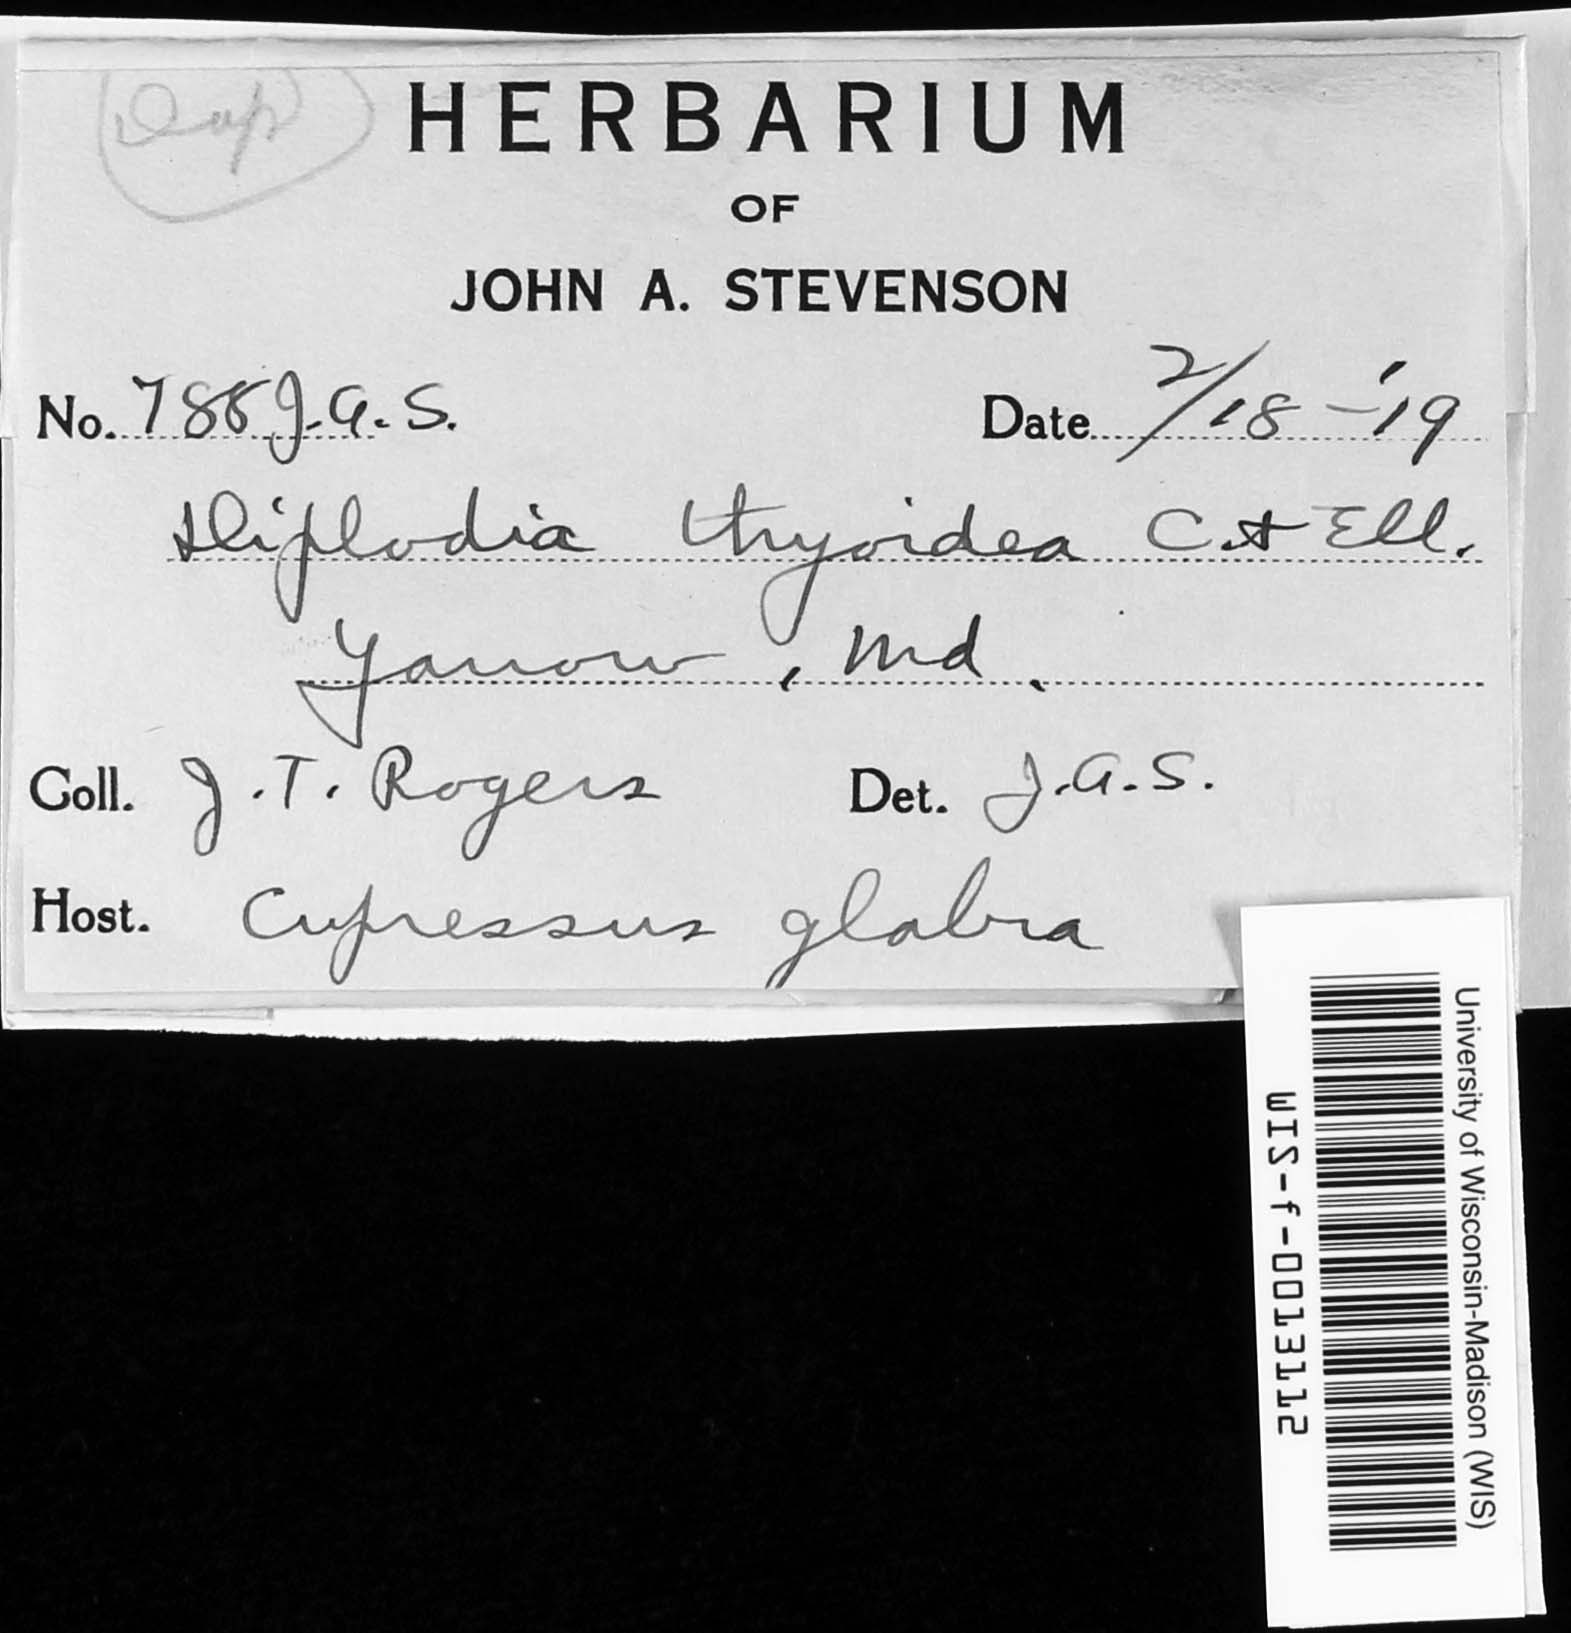 Dup
HERBARIUM
OF
JOHN A. STEVENSON
No. 788 J.A.S. Date 2/18-'19
Diplodia thyoidea C. & Ell.
Yarrow, Md.
Coll. J.T. Rogers Det. J.A.S.
Host. Cupressus glabra
University of Wisconsin-Madison (WIS)
WIS-f-0013112